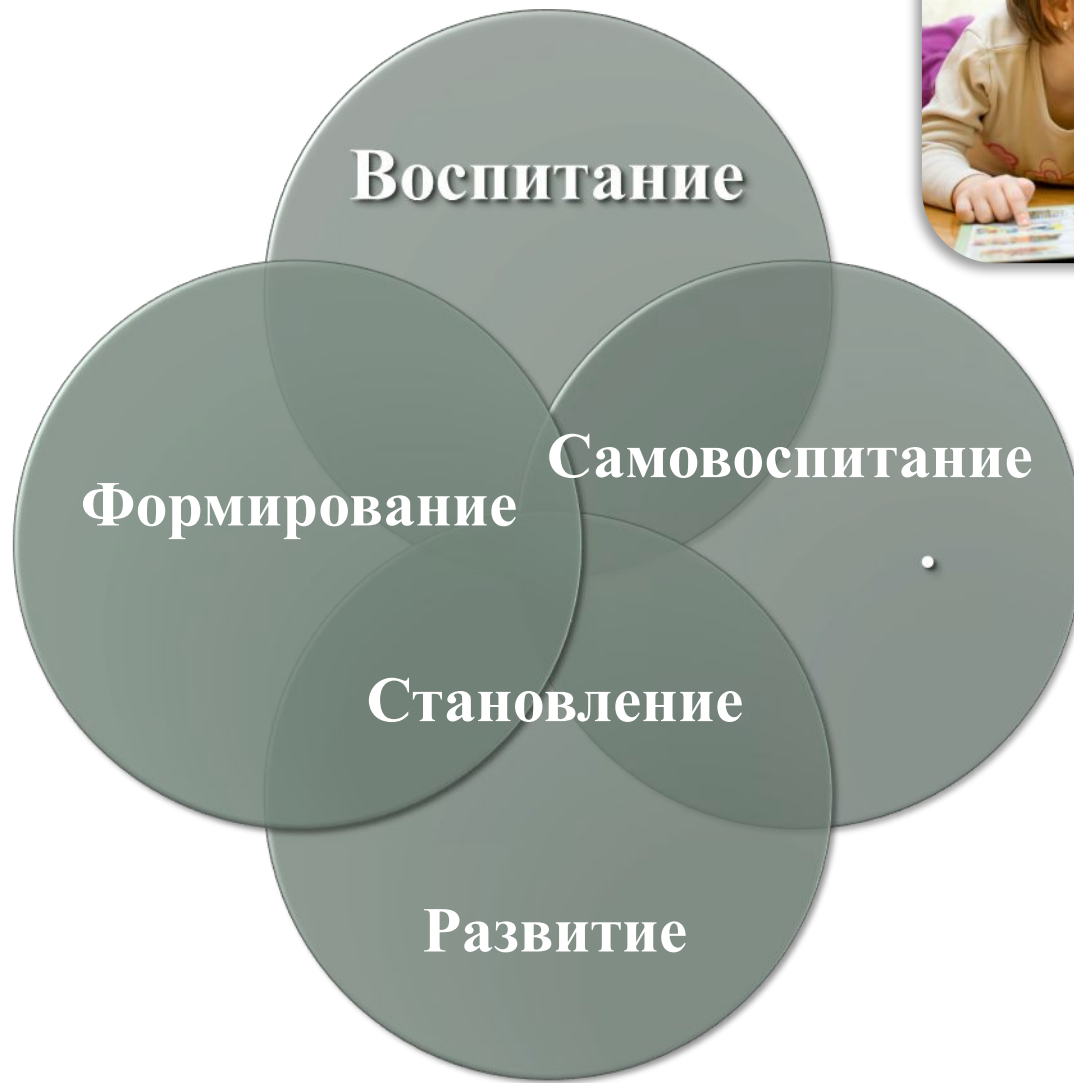 Воспитание
Самовоспитание
Формирование
.
Становление
Развитие